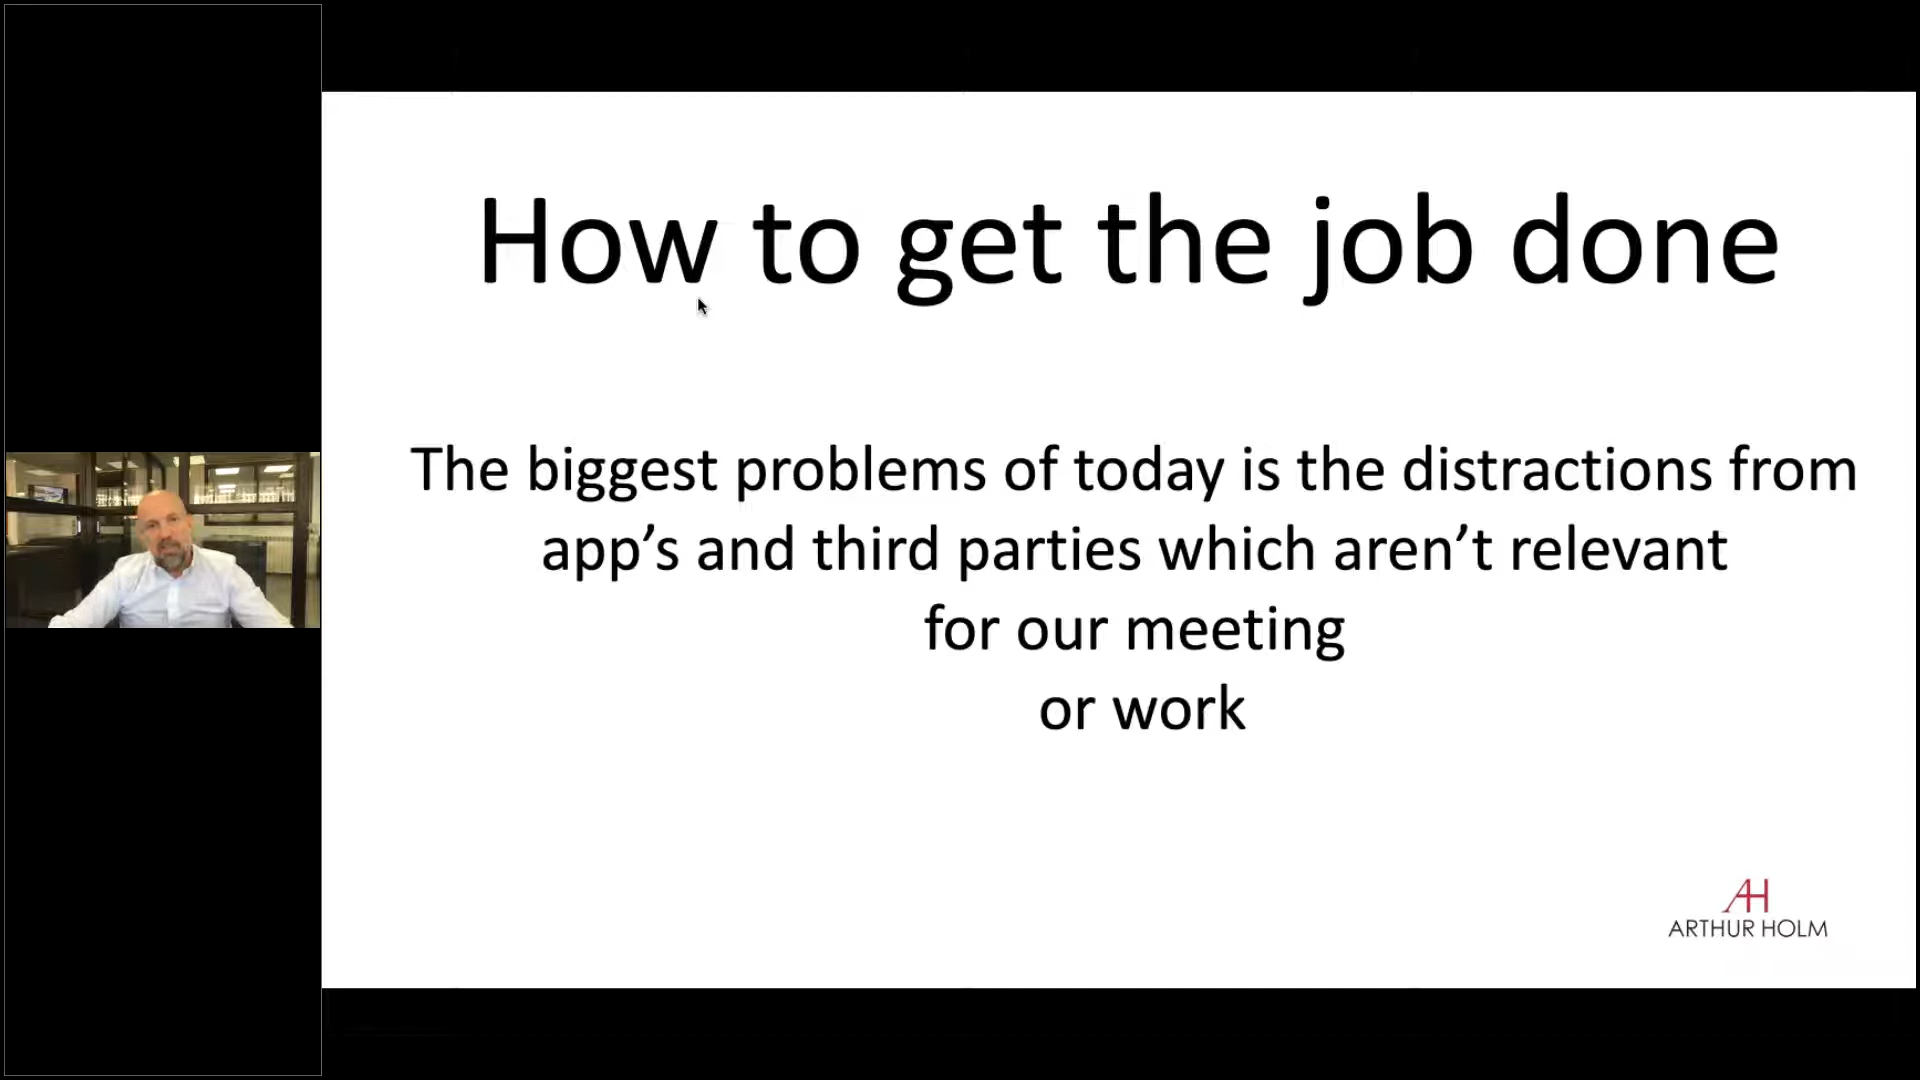 How to get the job done
The biggest problems of today is the distractions from
app’s and third parties which aren’t relevant
for our meeting
or work
AH
ARTHUR HOLM